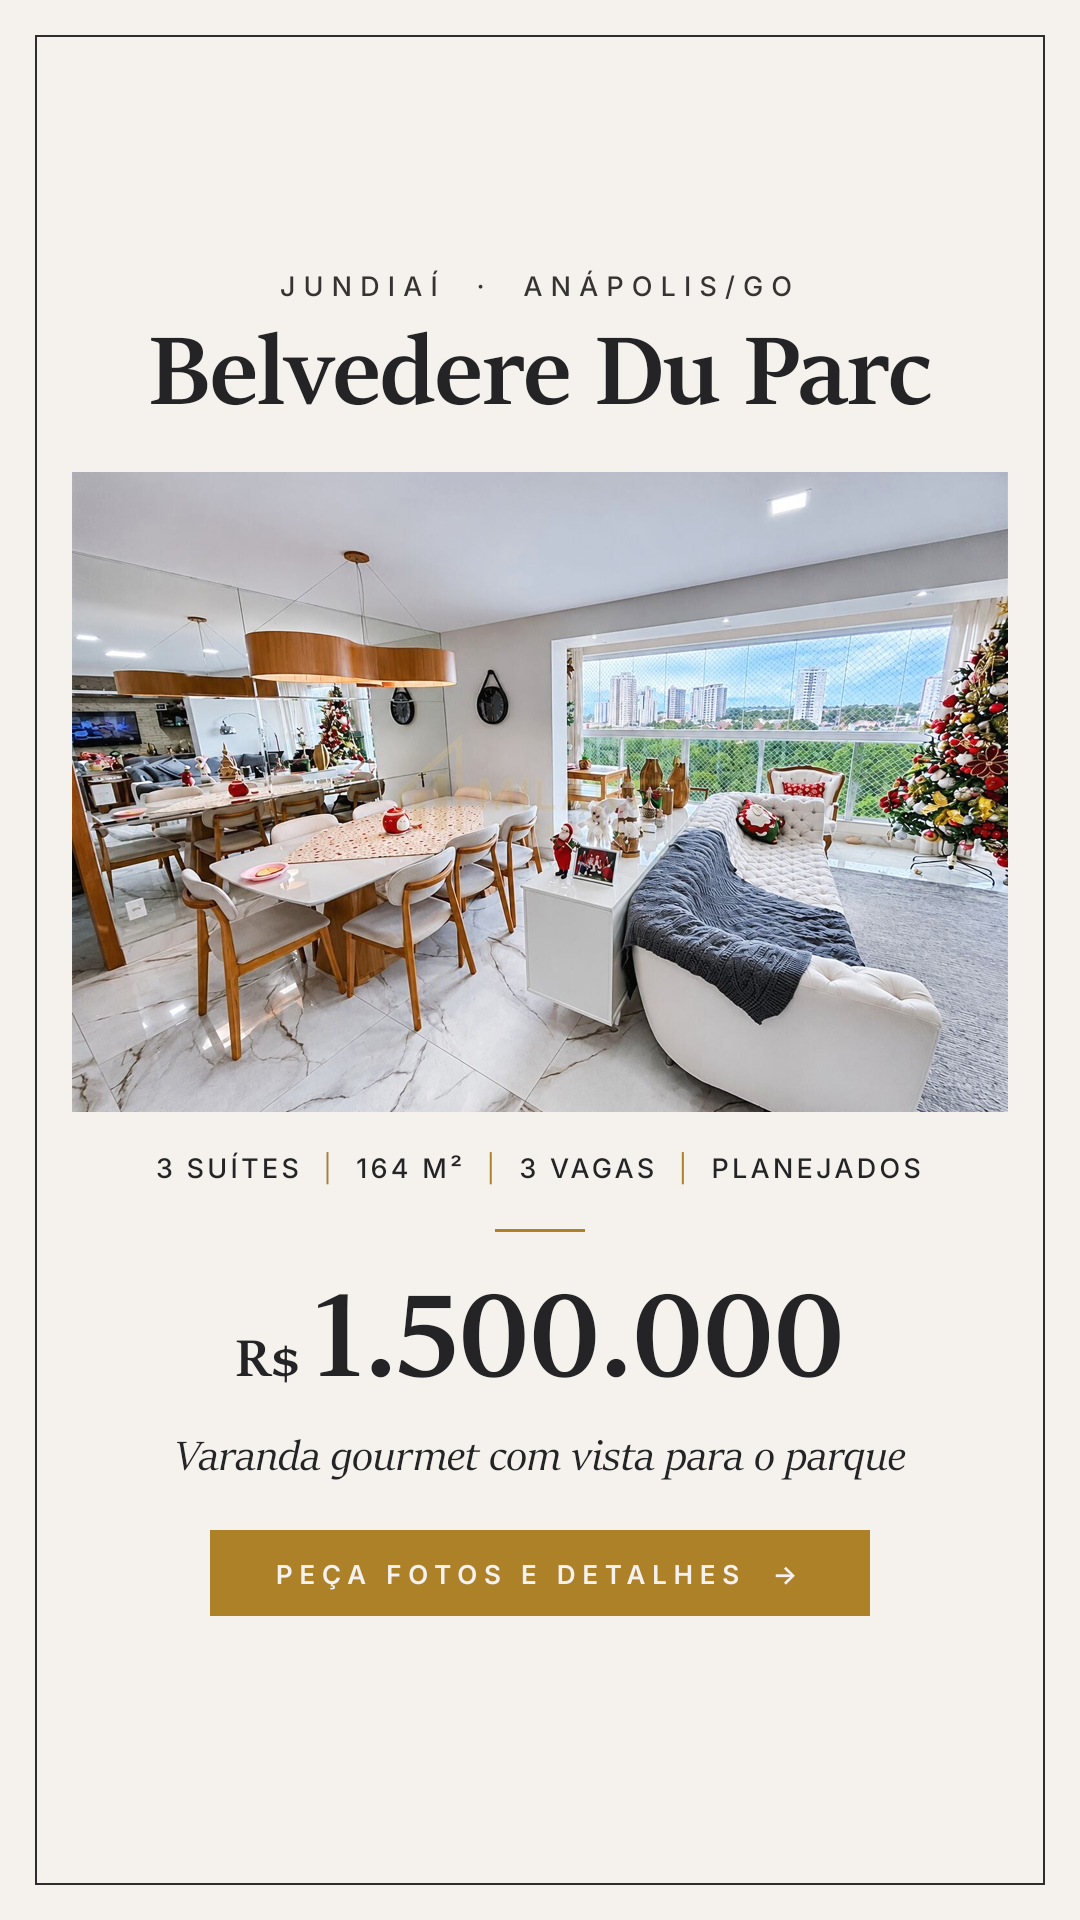 JUNDIAÍ · ANÁPOLIS/GO
Belvedere Du Parc
3 SUÍTES | 164 M² | 3 VAGAS | PLANEJADOS
R$ 1.500.000
Varanda gourmet com vista para o parque
PEÇA FOTOS E DETALHES →